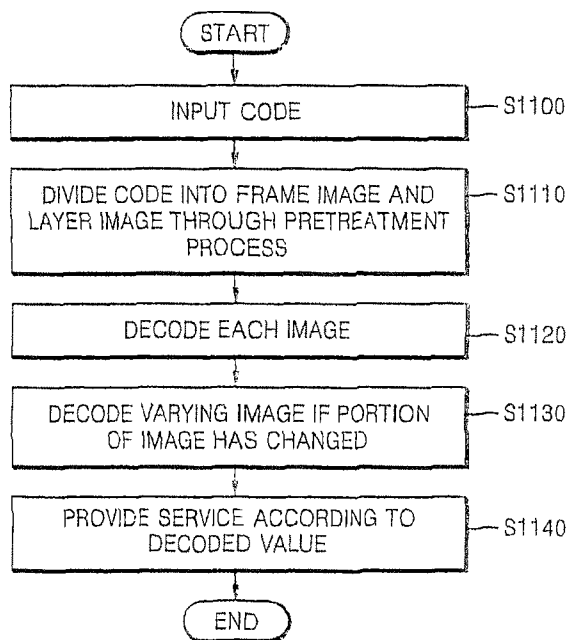 START
INPUT CODE
S1100
DIVIDE CODE INTO FRAME IMAGE AND
LAYER IMAGE THROUGH PRETREATMENT
PROCESS
S1110
DECODE EACH IMAGE
S1120
DECODE VARYING IMAGE IF PORTION
OF IMAGE HAS CHANGED
S1130
PROVIDE SERVICE ACCORDING TO
DECODED VALUE
S1140
END